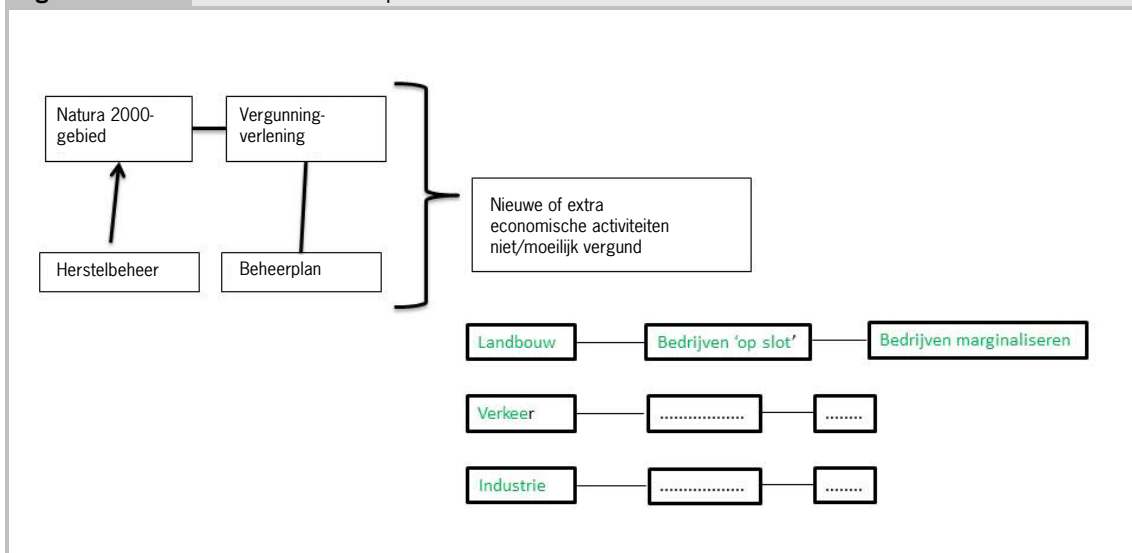 Natura 2000-
gebied
Vergunning-
verlening
Nieuwe of extra
economische activiteiten
niet/moeilijk vergund
Herstelbeheer
Beheerplan
Landbouw
Bedrijven ‘op slot’
Bedrijven marginaliseren
Verkeer
..................
........
Industrie
..................
........